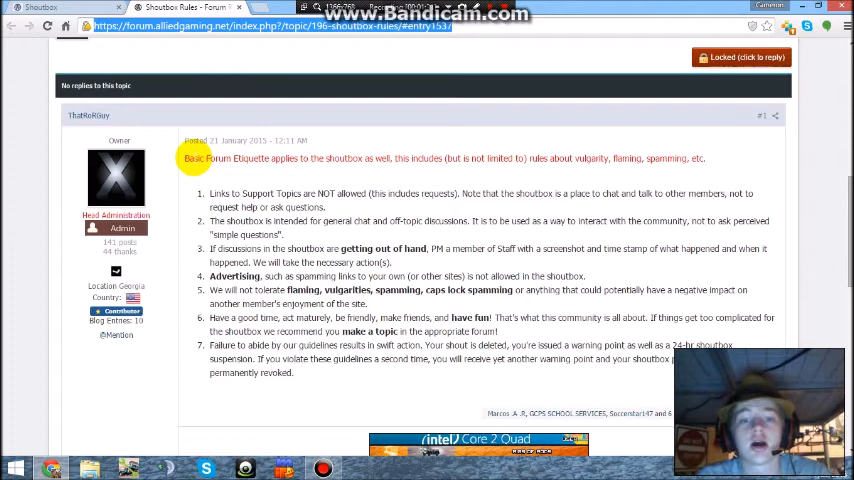 Shoutbox
Shoutbox Rules - Forum R
1366x768
00:01:
www.Bandicam.com
Cameron
https://forum.alliedgaming.net/index.php?/topic/196-shoutbox-rules/#entry1537
Locked (click to reply)
No replies to this topic
ThatRoRGuy
#1
Owner
Posted 21 January 2015 - 12:11 AM
Basic Forum Etiquette applies to the shoutbox as well, this includes (but is not limited to) rules about vulgarity, flaming, spamming, etc.
Head Administration
Admin
141 posts
44 thanks
Location Georgia
Country:
Contributor
Blog Entries: 10
@Mention
1. Links to Support Topics are NOT allowed (this includes requests). Note that the shoutbox is a place to chat and talk to other members, not to
request help or ask questions.
2. The shoutbox is intended for general chat and off-topic discussions. It is to be used as a way to interact with the community, not to ask perceived
"simple questions".
3. If discussions in the shoutbox are getting out of hand, PM a member of Staff with a screenshot and time stamp of what happened and when it
happened. We will take the necessary action(s).
4. Advertising, such as spamming links to your own (or other sites) is not allowed in the shoutbox.
5. We will not tolerate flaming, vulgarities, spamming, caps lock spamming or anything that could potentially have a negative impact on
another member's enjoyment of the site.
6. Have a good time, act maturely, be friendly, make friends, and have fun! That's what this community is all about. If things get too complicated for
the shoutbox we recommend you make a topic in the appropriate forum!
7. Failure to abide by our guidelines results in swift action. Your shout is deleted, you're issued a warning point as well as a 24-hr shoutbox
suspension. If you violate these guidelines a second time, you will receive yet another warning point and your shoutbox
permanently revoked.
Marcos .A .R, GCPS SCHOOL SERVICES, Soccerstar147 and 6
(intel) Core 2 Quad